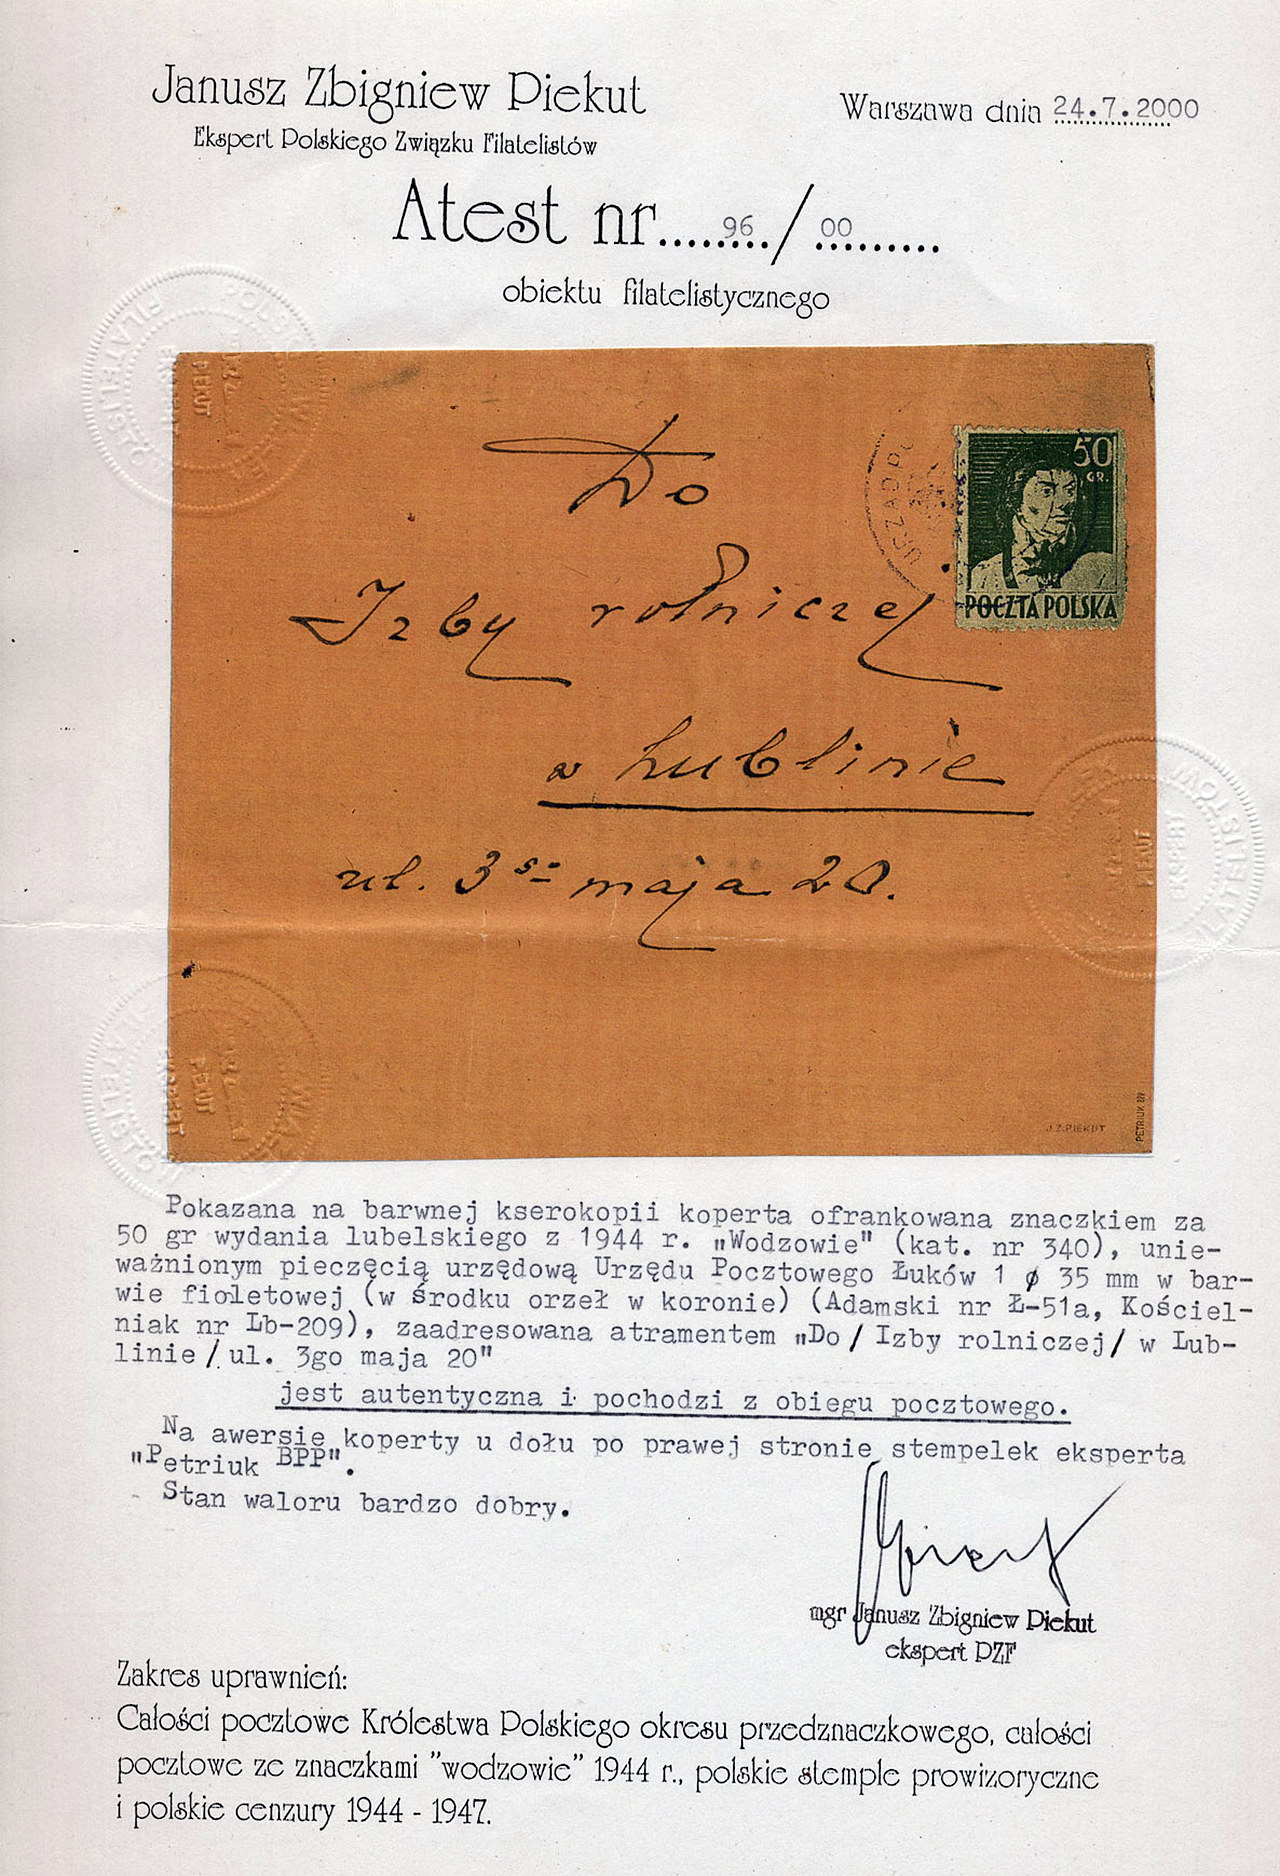 Janusz Zbigniew Piekut
Ekspert Polskiego Związku Filatelistów
Warszawa dnia 24.7.2000
Atest nr........96./..00.........
obiektu filatelistycznego
Do
Izby rolniczej
w Lublinie
ul. 3go maja 20.
URZĄD PO
50
GR.
POCZTA POLSKA
J.Z.PIEKUT
PETRIUK BPP
Pokazana na barwnej kserokopii koperta ofrankowana znaczkiem za
50 gr wydania lubelskiego z 1944 r. „Wodzowie" (kat. nr 340), unie-
ważnionym pieczęcią urzędową Urzędu Pocztowego Łuków 1 ø 35 mm w bar-
wie fioletowej (w środku orzeł w koronie) (Adamski nr Ł-51a, Kościel-
niak nr Lb-209), zaadresowana atramentem „Do/ Izby rolniczej/ w Lub-
linie/ ul. 3go maja 20"
jest autentyczna i pochodzi z obiegu pocztowego.
Na awersie koperty u dołu po prawej stronie stempelek eksperta
„Petriuk BPP".
Stan waloru bardzo dobry.
mgr Janusz Zbigniew Piekut
ekspert PZF
Zakres uprawnień:
Całości pocztowe Królestwa Polskiego okresu przedznaczkowego, całości
pocztowe ze znaczkami "wodzowie" 1944 r., polskie stemple prowizoryczne
i polskie cenzury 1944 - 1947.